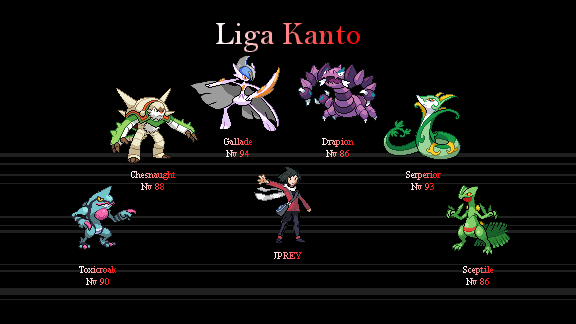 Liga Kanto
Gallade
Nv 94
Drapion
Nv 86
Chesnaught
Nv 88
Serperior
Nv 93
JPREY
Toxicroak
Nv 90
Sceptile
Nv 86